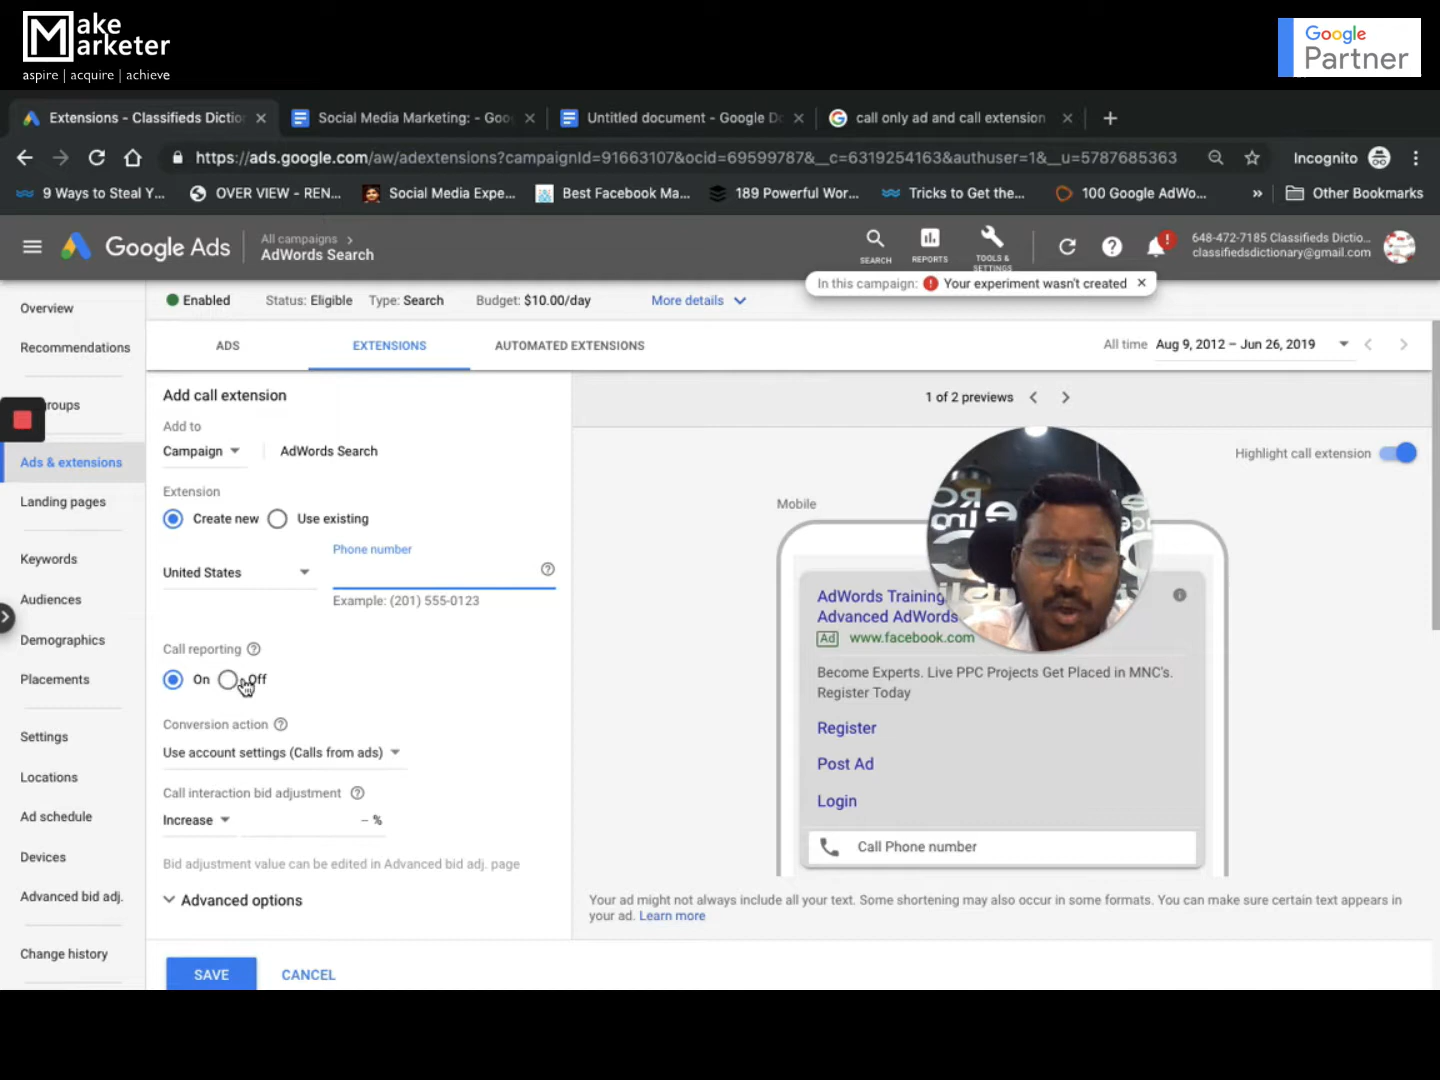 Make
Marketer
aspire | acquire | achieve
Google
Partner
Extensions - Classifieds Dictio
Social Media Marketing: - Goo
Untitled document - Google Do
call only ad and call extension
https://ads.google.com/aw/adextensions?campaignId=91663107&ocid=69599787&__c=6319254163&authuser=1&__u=5787685363
Incognito
9 Ways to Steal Y...
OVER VIEW - REN...
Social Media Expe...
Best Facebook Ma...
189 Powerful Wor...
Tricks to Get the...
100 Google AdWo...
Other Bookmarks
Google Ads
All campaigns
AdWords Search
SEARCH
REPORTS
TOOLS &
SETTINGS
648-472-7185 Classifieds Dictio...
classifiedsdictionary@gmail.com
In this campaign: Your experiment wasn't created
Enabled
Status: Eligible
Type: Search
Budget: $10.00/day
More details
Overview
Recommendations
roups
Ads & extensions
Landing pages
Keywords
Audiences
Demographics
Placements
Settings
Locations
Ad schedule
Devices
Advanced bid adj.
Change history
ADS
EXTENSIONS
AUTOMATED EXTENSIONS
All time Aug 9, 2012 – Jun 26, 2019
Add call extension
Add to
Campaign
AdWords Search
Extension
Create new
Use existing
Phone number
United States
Example: (201) 555-0123
Call reporting
On
Off
Conversion action
Use account settings (Calls from ads)
Call interaction bid adjustment
Increase
– %
Bid adjustment value can be edited in Advanced bid adj. page
Advanced options
SAVE
CANCEL
1 of 2 previews
Highlight call extension
Mobile
AdWords Training
Advanced AdWords
Ad www.facebook.com
Become Experts. Live PPC Projects Get Placed in MNC's.
Register Today
Register
Post Ad
Login
Call Phone number
Your ad might not always include all your text. Some shortening may also occur in some formats. You can make sure certain text appears in
your ad. Learn more